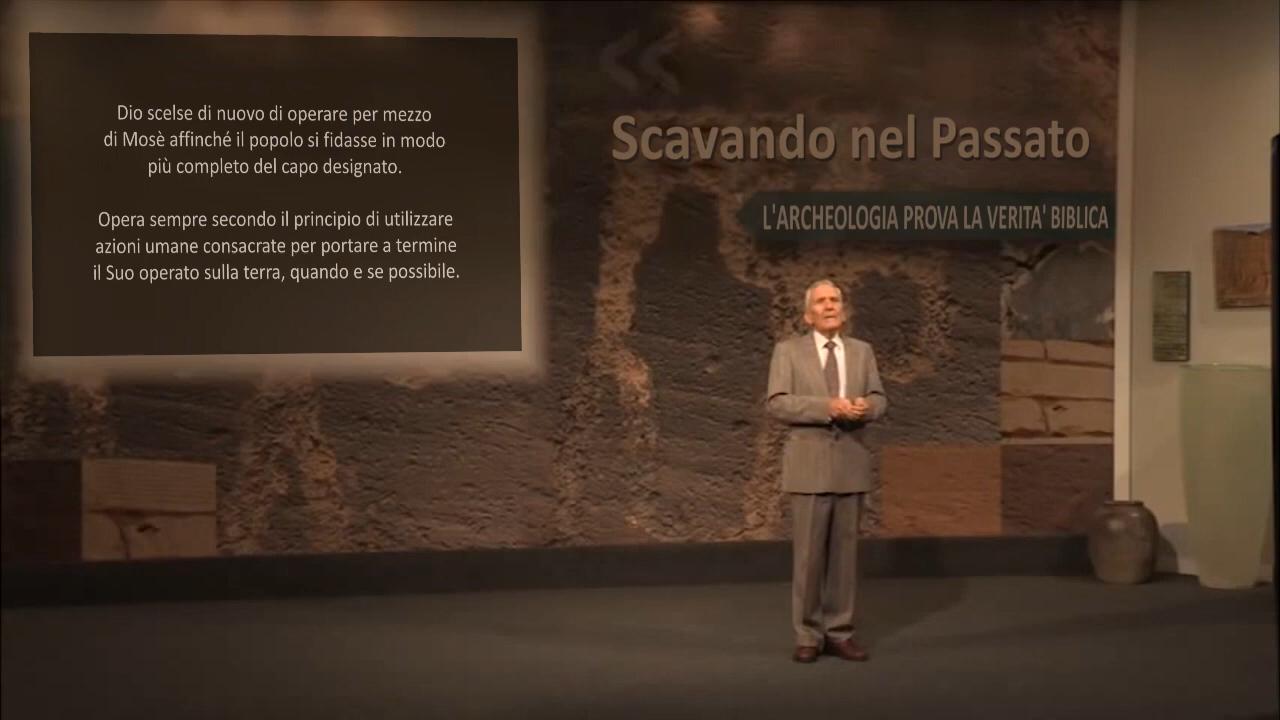 Dio scelse di nuovo di operare per mezzo
di Mosè affinché il popolo si fidasse in modo
più completo del capo designato.
Opera sempre secondo il principio di utilizzare
azioni umane consacrate per portare a termine
il Suo operato sulla terra, quando e se possibile.
Scavando nel Passato
L'ARCHEOLOGIA PROVA LA VERITA' BIBLICA